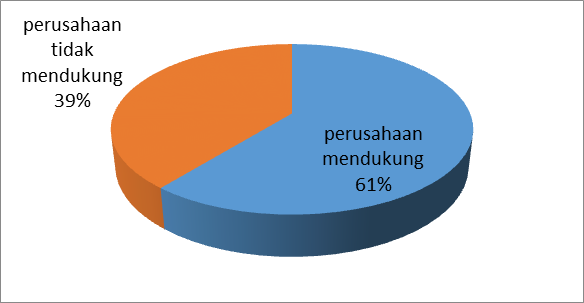 perusahaan
tidak
mendukung
39%
perusahaan
mendukung
61%